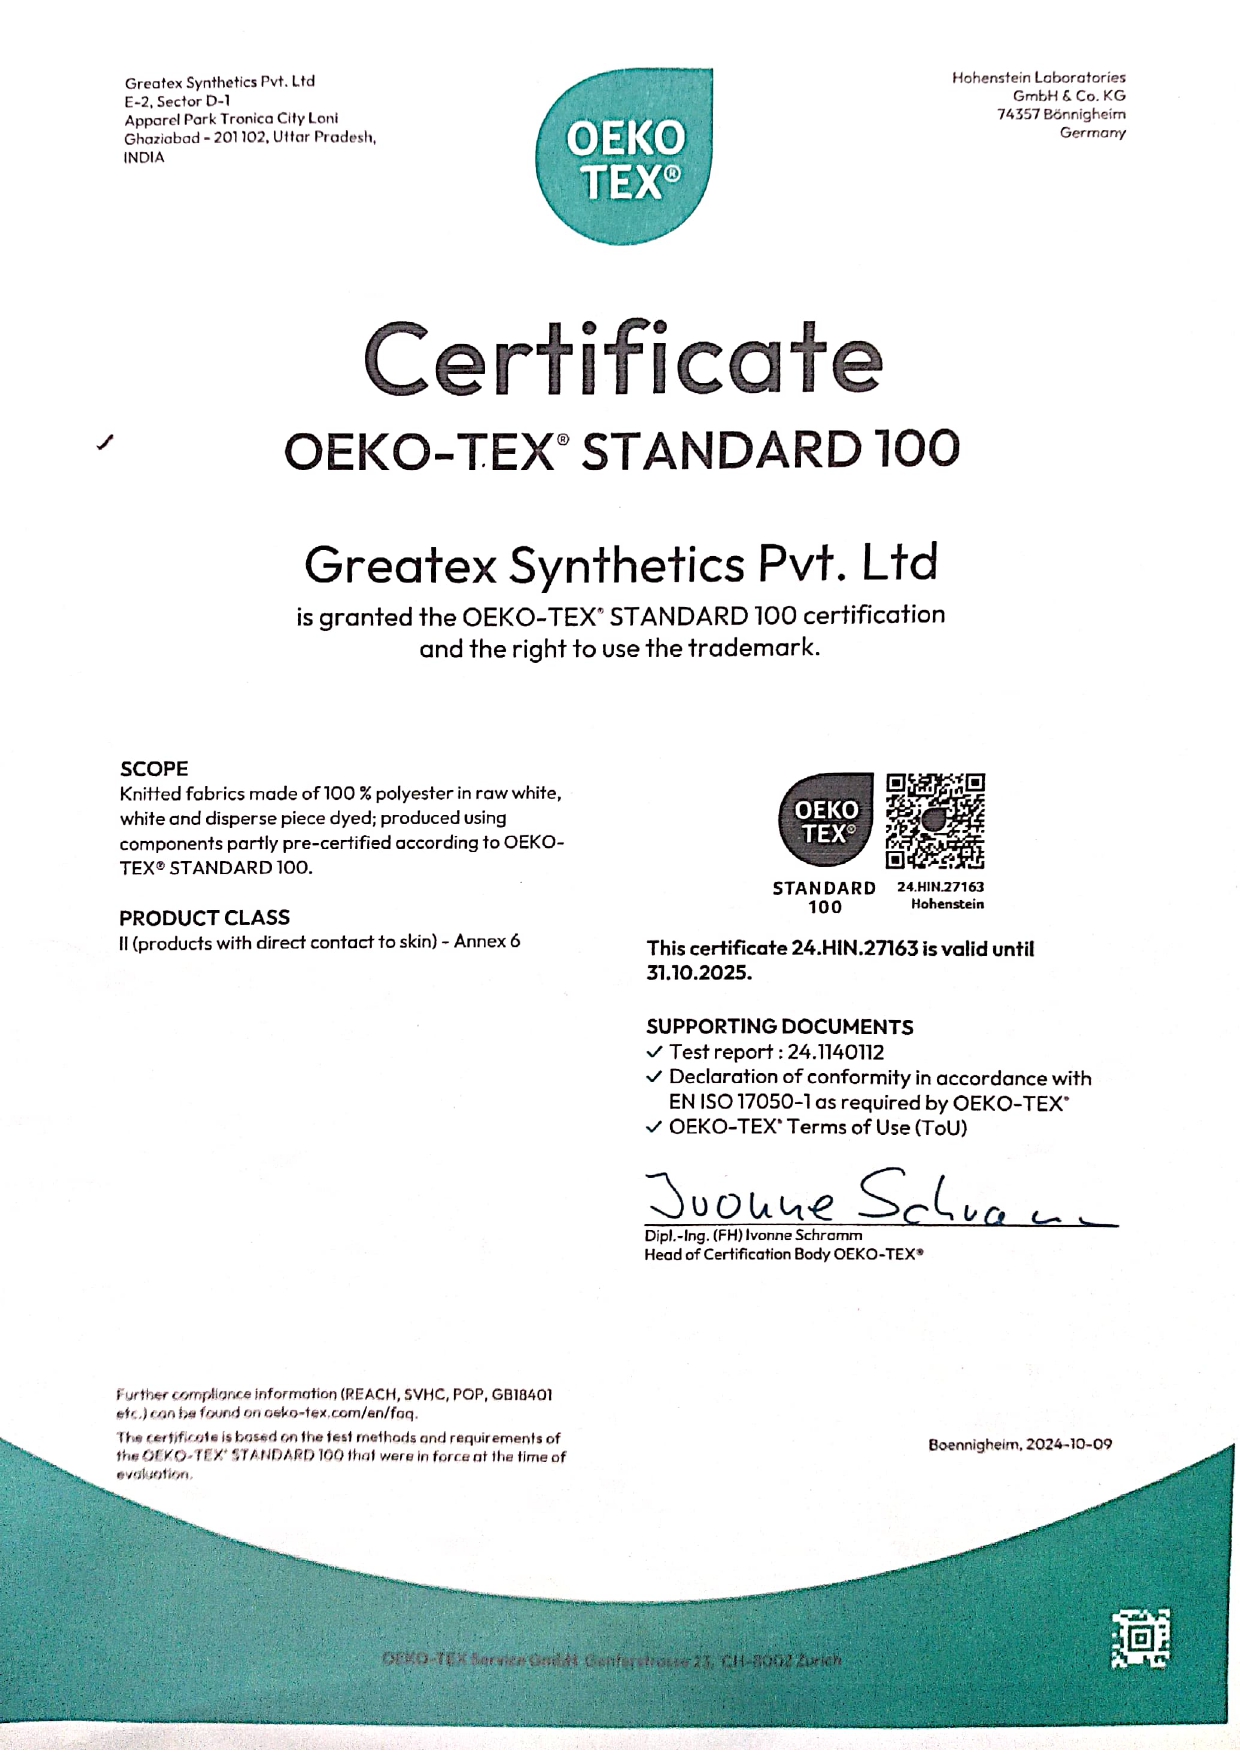 Greatex Synthetics Pvt. Ltd
E-2, Sector D-1
Apparel Park Tronica City Loni
Ghaziabad - 201 102, Uttar Pradesh,
INDIA
OEKO
TEX®
Hohenstein Laboratories
GmbH & Co. KG
74357 Bönnigheim
Germany
Certificate
OEKO-TEX® STANDARD 100
Greatex Synthetics Pvt. Ltd
is granted the OEKO-TEX® STANDARD 100 certification
and the right to use the trademark.
SCOPE
Knitted fabrics made of 100 % polyester in raw white,
white and disperse piece dyed; produced using
components partly pre-certified according to OEKO-
TEX® STANDARD 100.
PRODUCT CLASS
II (products with direct contact to skin) - Annex 6
OEKO
TEX®
STANDARD
100
24.HIN.27163
Hohenstein
This certificate 24.HIN.27163 is valid until
31.10.2025.
SUPPORTING DOCUMENTS
✓ Test report : 24.1140112
✓ Declaration of conformity in accordance with
EN ISO 17050-1 as required by OEKO-TEX®
✓ OEKO-TEX® Terms of Use (ToU)
Ivonne Schramm
Dipl.-Ing. (FH) Ivonne Schramm
Head of Certification Body OEKO-TEX®
Further compliance information (REACH, SVHC, POP, GB18401
etc.) can be found on oeko-tex.com/en/faq.
The certificate is based on the test methods and requirements of
the OEKO-TEX® STANDARD 100 that were in force at the time of
evaluation.
Boennigheim, 2024-10-09
OEKO-TEX Service GmbH, Genferstrasse 23, CH-8002 Zurich